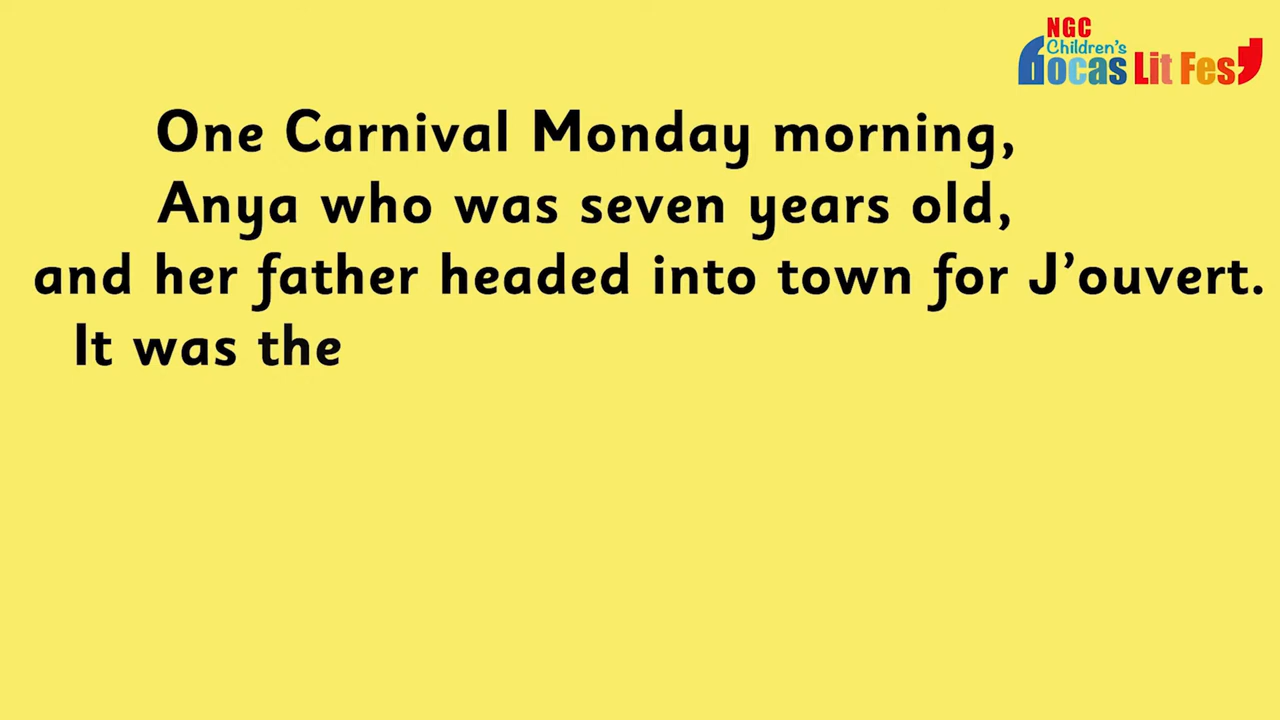 NGC
Children's
bocas Lit Fest
One Carnival Monday morning,
Anya who was seven years old,
and her father headed into town for J’ouvert.
It was the